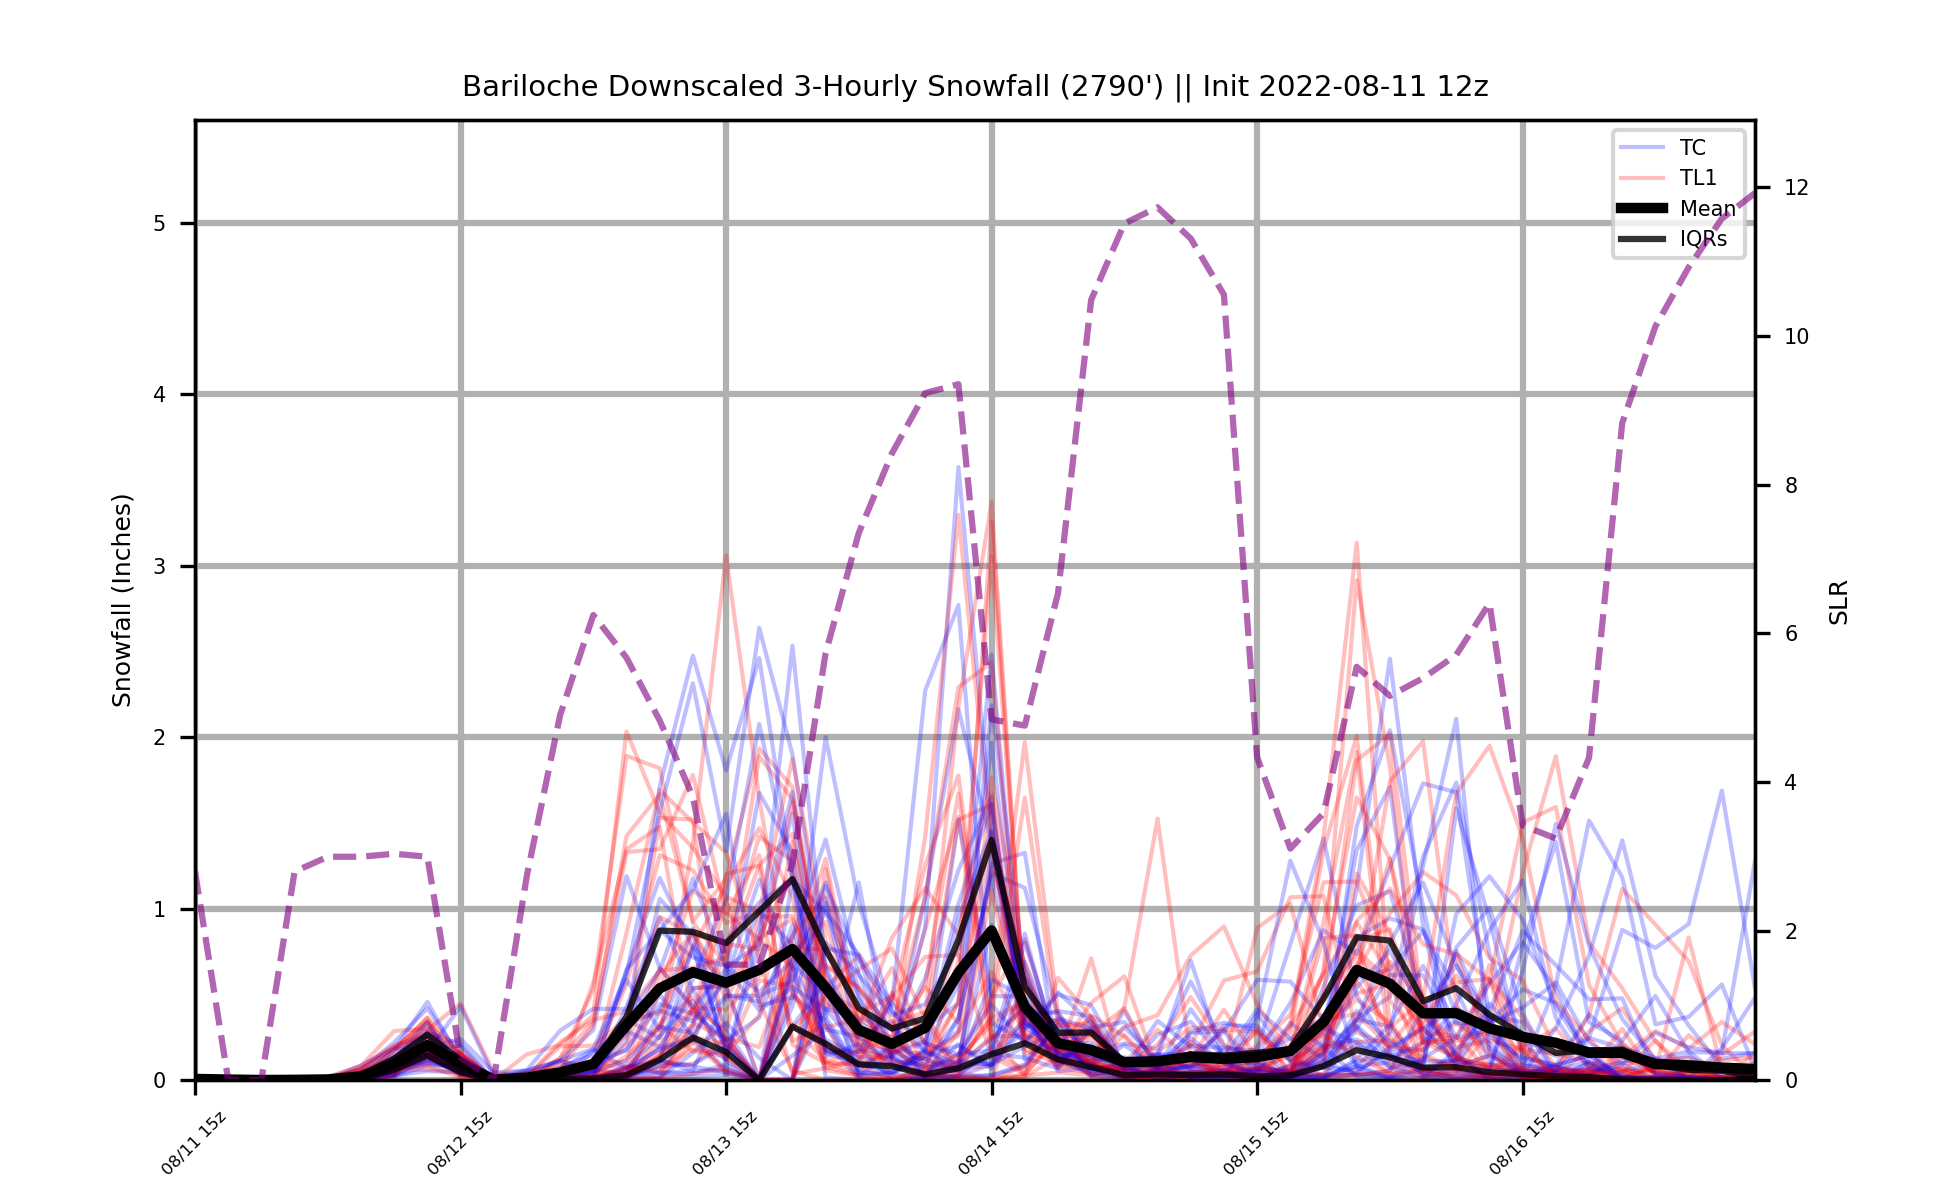 Bariloche Downscaled 3-Hourly Snowfall (2790') || Init 2022-08-11 12z
TC
TL1
Mean
IQRs
5
4
3
2
1
0
Snowfall (Inches)
12
10
8
6
4
2
0
SLR
08/11 15z
08/12 15z
08/13 15z
08/14 15z
08/15 15z
08/16 15z